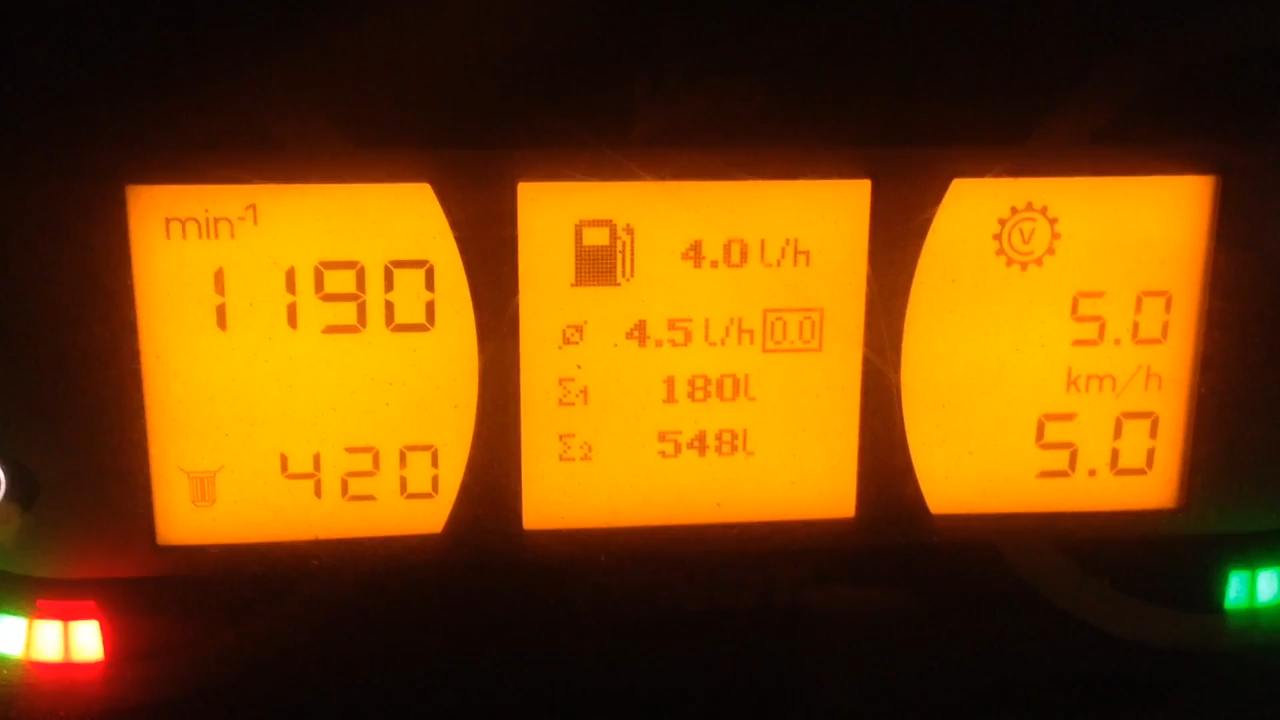 min-1
1190
420
4.0 l/h
ø 4.5 l/h 0.0
Σ1 180l
Σ2 548l
CV
5.0
km/h
5.0